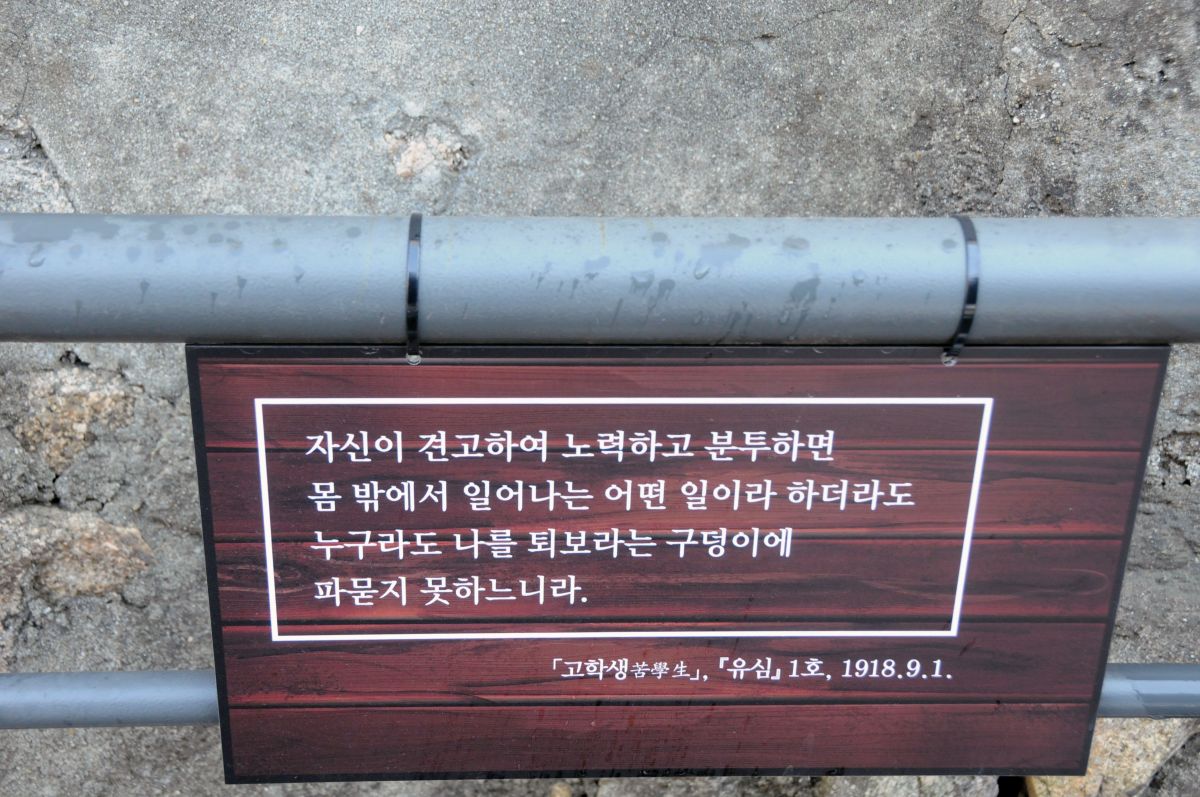 자신이 견고하여 노력하고 분투하면
몸 밖에서 일어나는 어떤 일이라 하더라도
누구라도 나를 퇴보라는 구덩이에
파묻지 못하느니라.
「고학생苦學生」, 『유심』 1호, 1918.9.1.